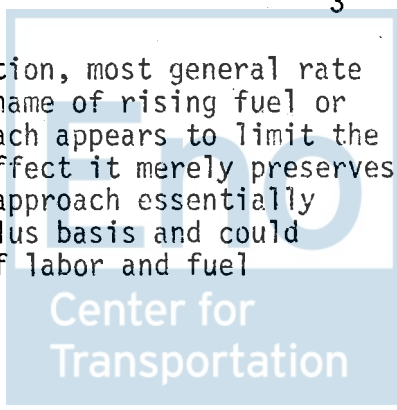 3
tion, most general rate
name of rising fuel or
ach appears to limit the
ffect it merely preserves
approach essentially
lus basis and could
f labor and fuel
Eno
Center for
Transportation